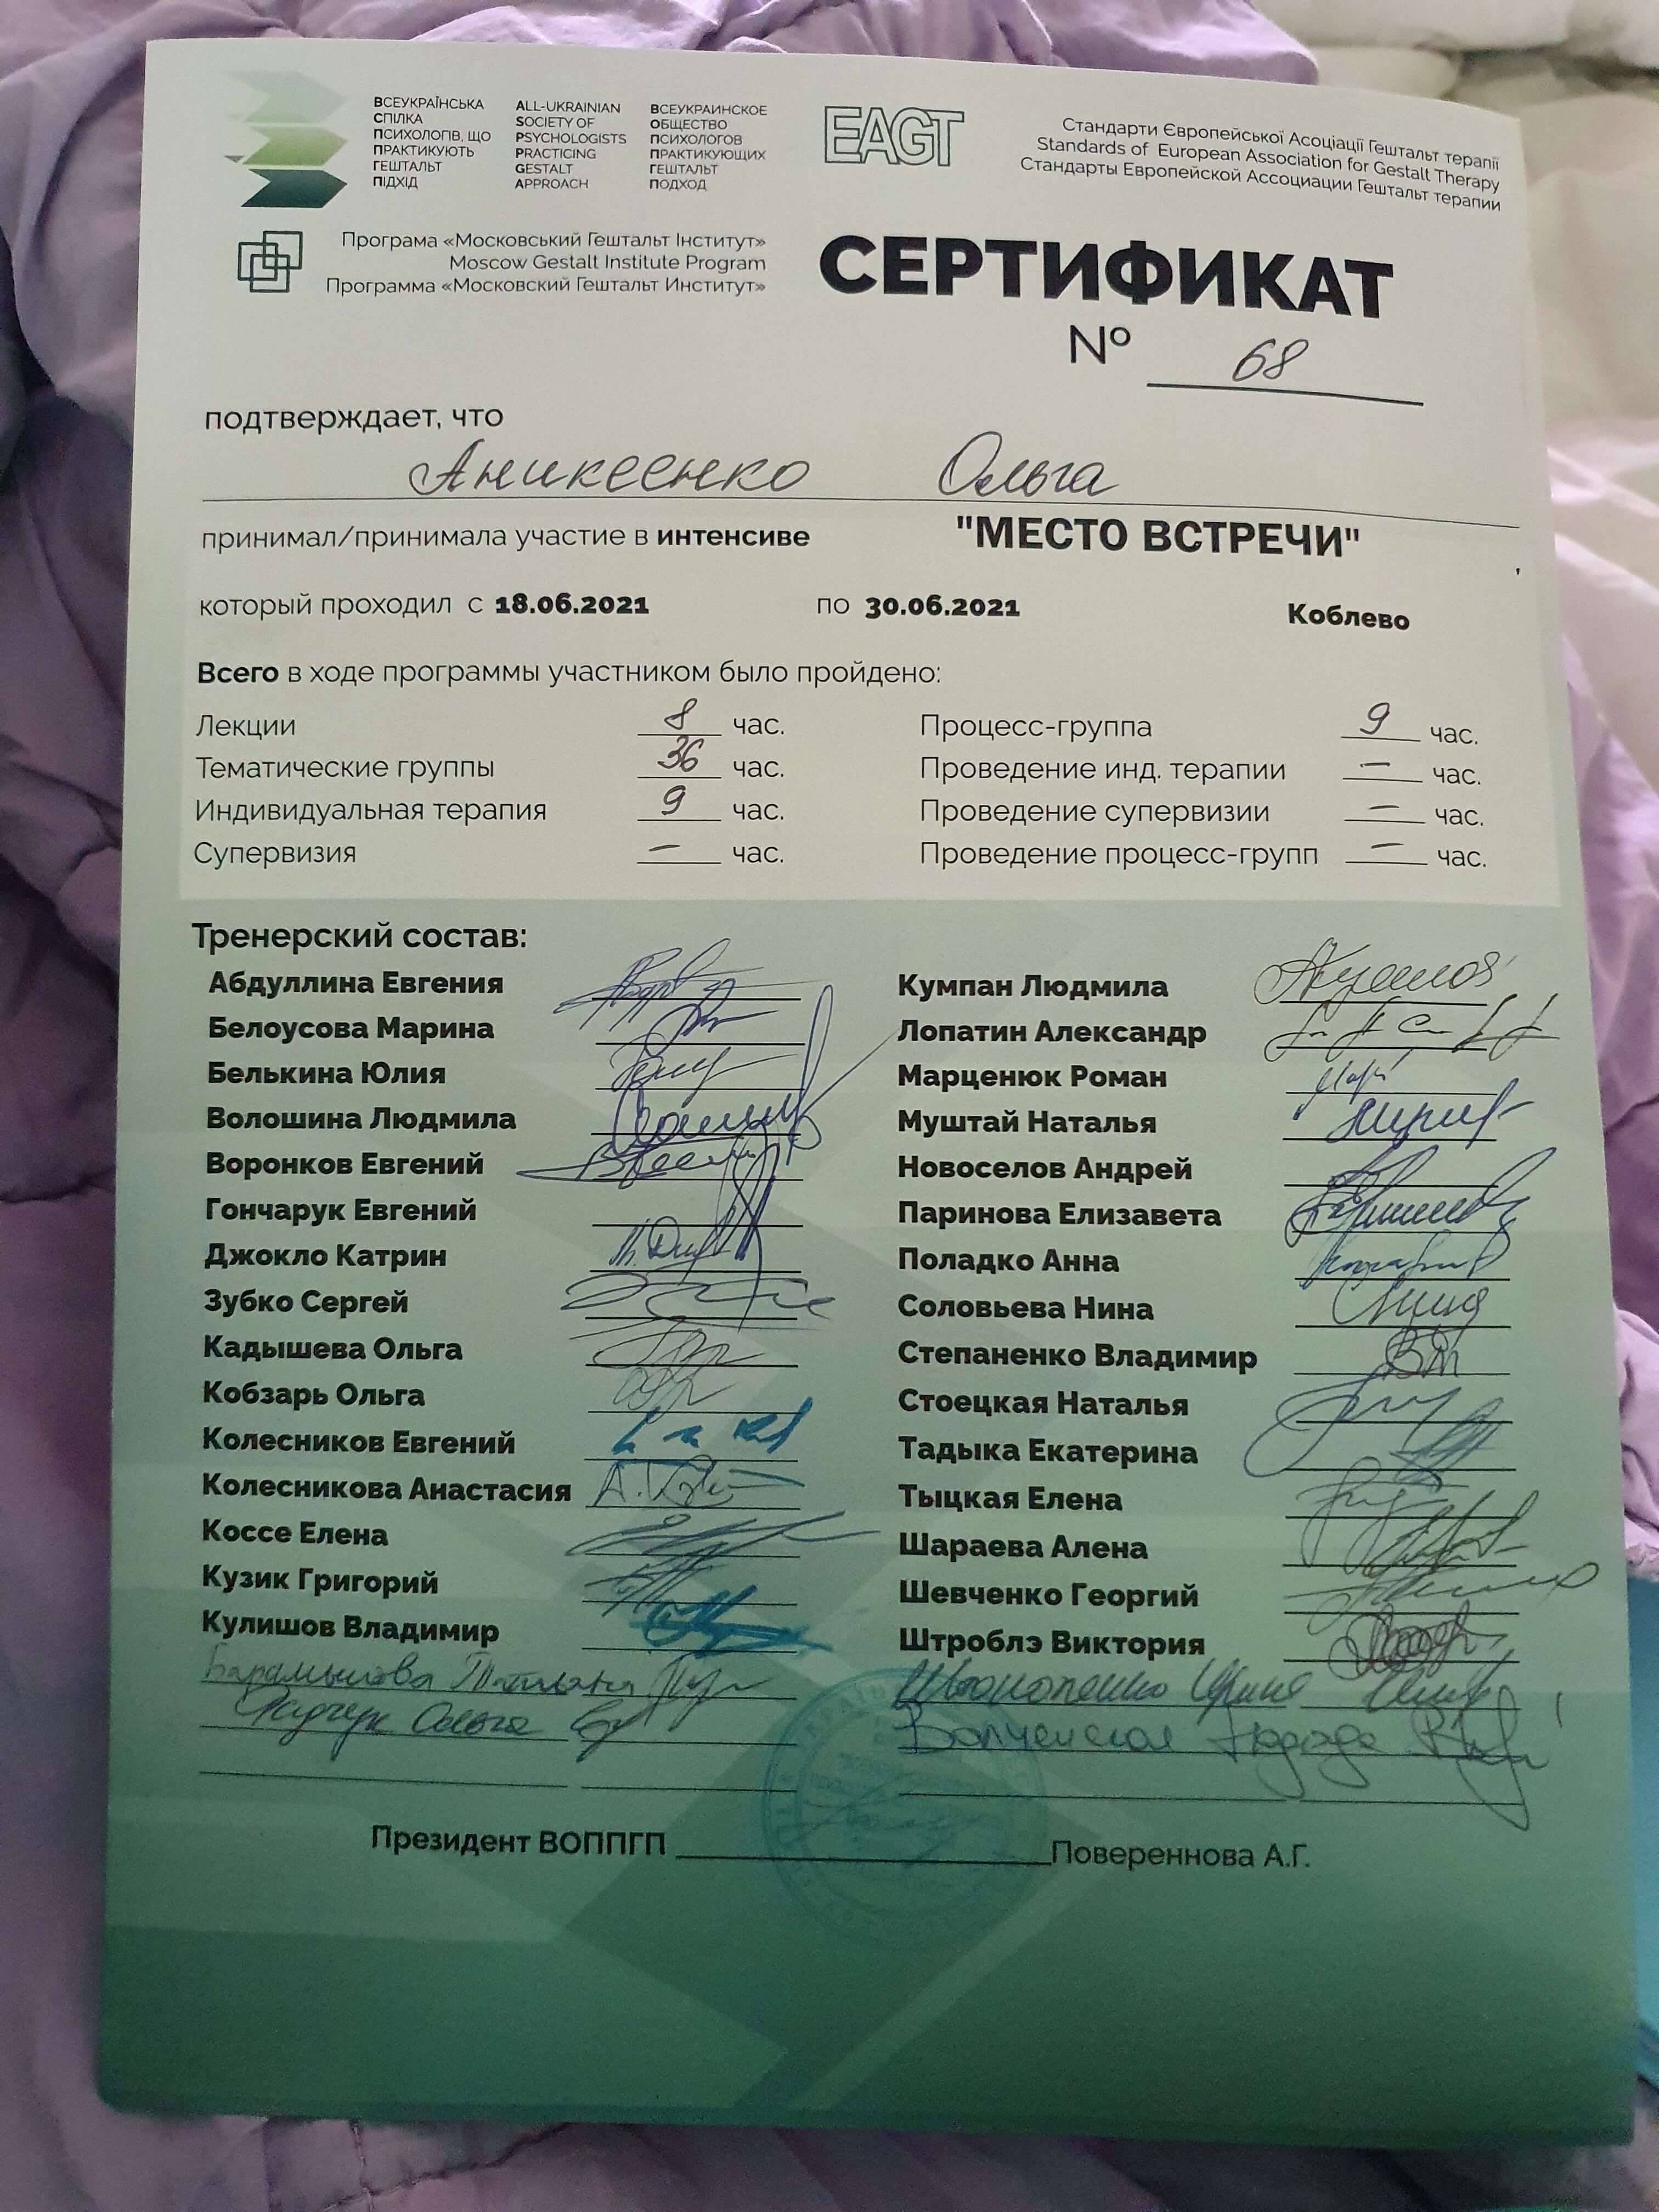 ВСЕУКРАЇНСЬКА
СПІЛКА
ПСИХОЛОГІВ, ЩО
ПРАКТИКУЮТЬ
ГЕШТАЛЬТ
ПІДХІД
ALL-UKRAINIAN
SOCIETY OF
PSYCHOLOGISTS
PRACTICING
GESTALT
APPROACH
ВСЕУКРАИНСКОЕ
ОБЩЕСТВО
ПСИХОЛОГОВ
ПРАКТИКУЮЩИХ
ГЕШТАЛЬТ
ПОДХОД
EAGT
Стандарти Європейської Асоціації Гештальт терапії
Standards of European Association for Gestalt Therapy
Стандарты Европейской Ассоциации Гештальт терапии
Програма «Московський Гештальт Інститут»
Moscow Gestalt Institute Program
Программа «Московский Гештальт Институт»
СЕРТИФИКАТ
№ 68
подтверждает, что
Аникеенко Ольга
принимал/принимала участие в интенсиве "МЕСТО ВСТРЕЧИ"
который проходил с 18.06.2021 по 30.06.2021 Коблево
Всего в ходе программы участником было пройдено:
Лекции 8 час. Процесс-группа 9 час.
Тематические группы 36 час. Проведение инд. терапии — час.
Индивидуальная терапия 9 час. Проведение супервизии — час.
Супервизия — час. Проведение процесс-групп — час.
Тренерский состав:
Абдуллина Евгения Кумпан Людмила
Белоусова Марина Лопатин Александр
Белькина Юлия Марценюк Роман
Волошина Людмила Муштай Наталья
Воронков Евгений Новоселов Андрей
Гончарук Евгений Паринова Елизавета
Джокло Катрин Поладко Анна
Зубко Сергей Соловьева Нина
Кадышева Ольга Степаненко Владимир
Кобзарь Ольга Стоецкая Наталья
Колесников Евгений Тадыка Екатерина
Колесникова Анастасия Тыцкая Елена
Коссе Елена Шараева Алена
Кузик Григорий Шевченко Георгий
Кулишов Владимир Штроблэ Виктория
Татьяна
Ольга
Президент ВОППГП Повереннова А.Г.